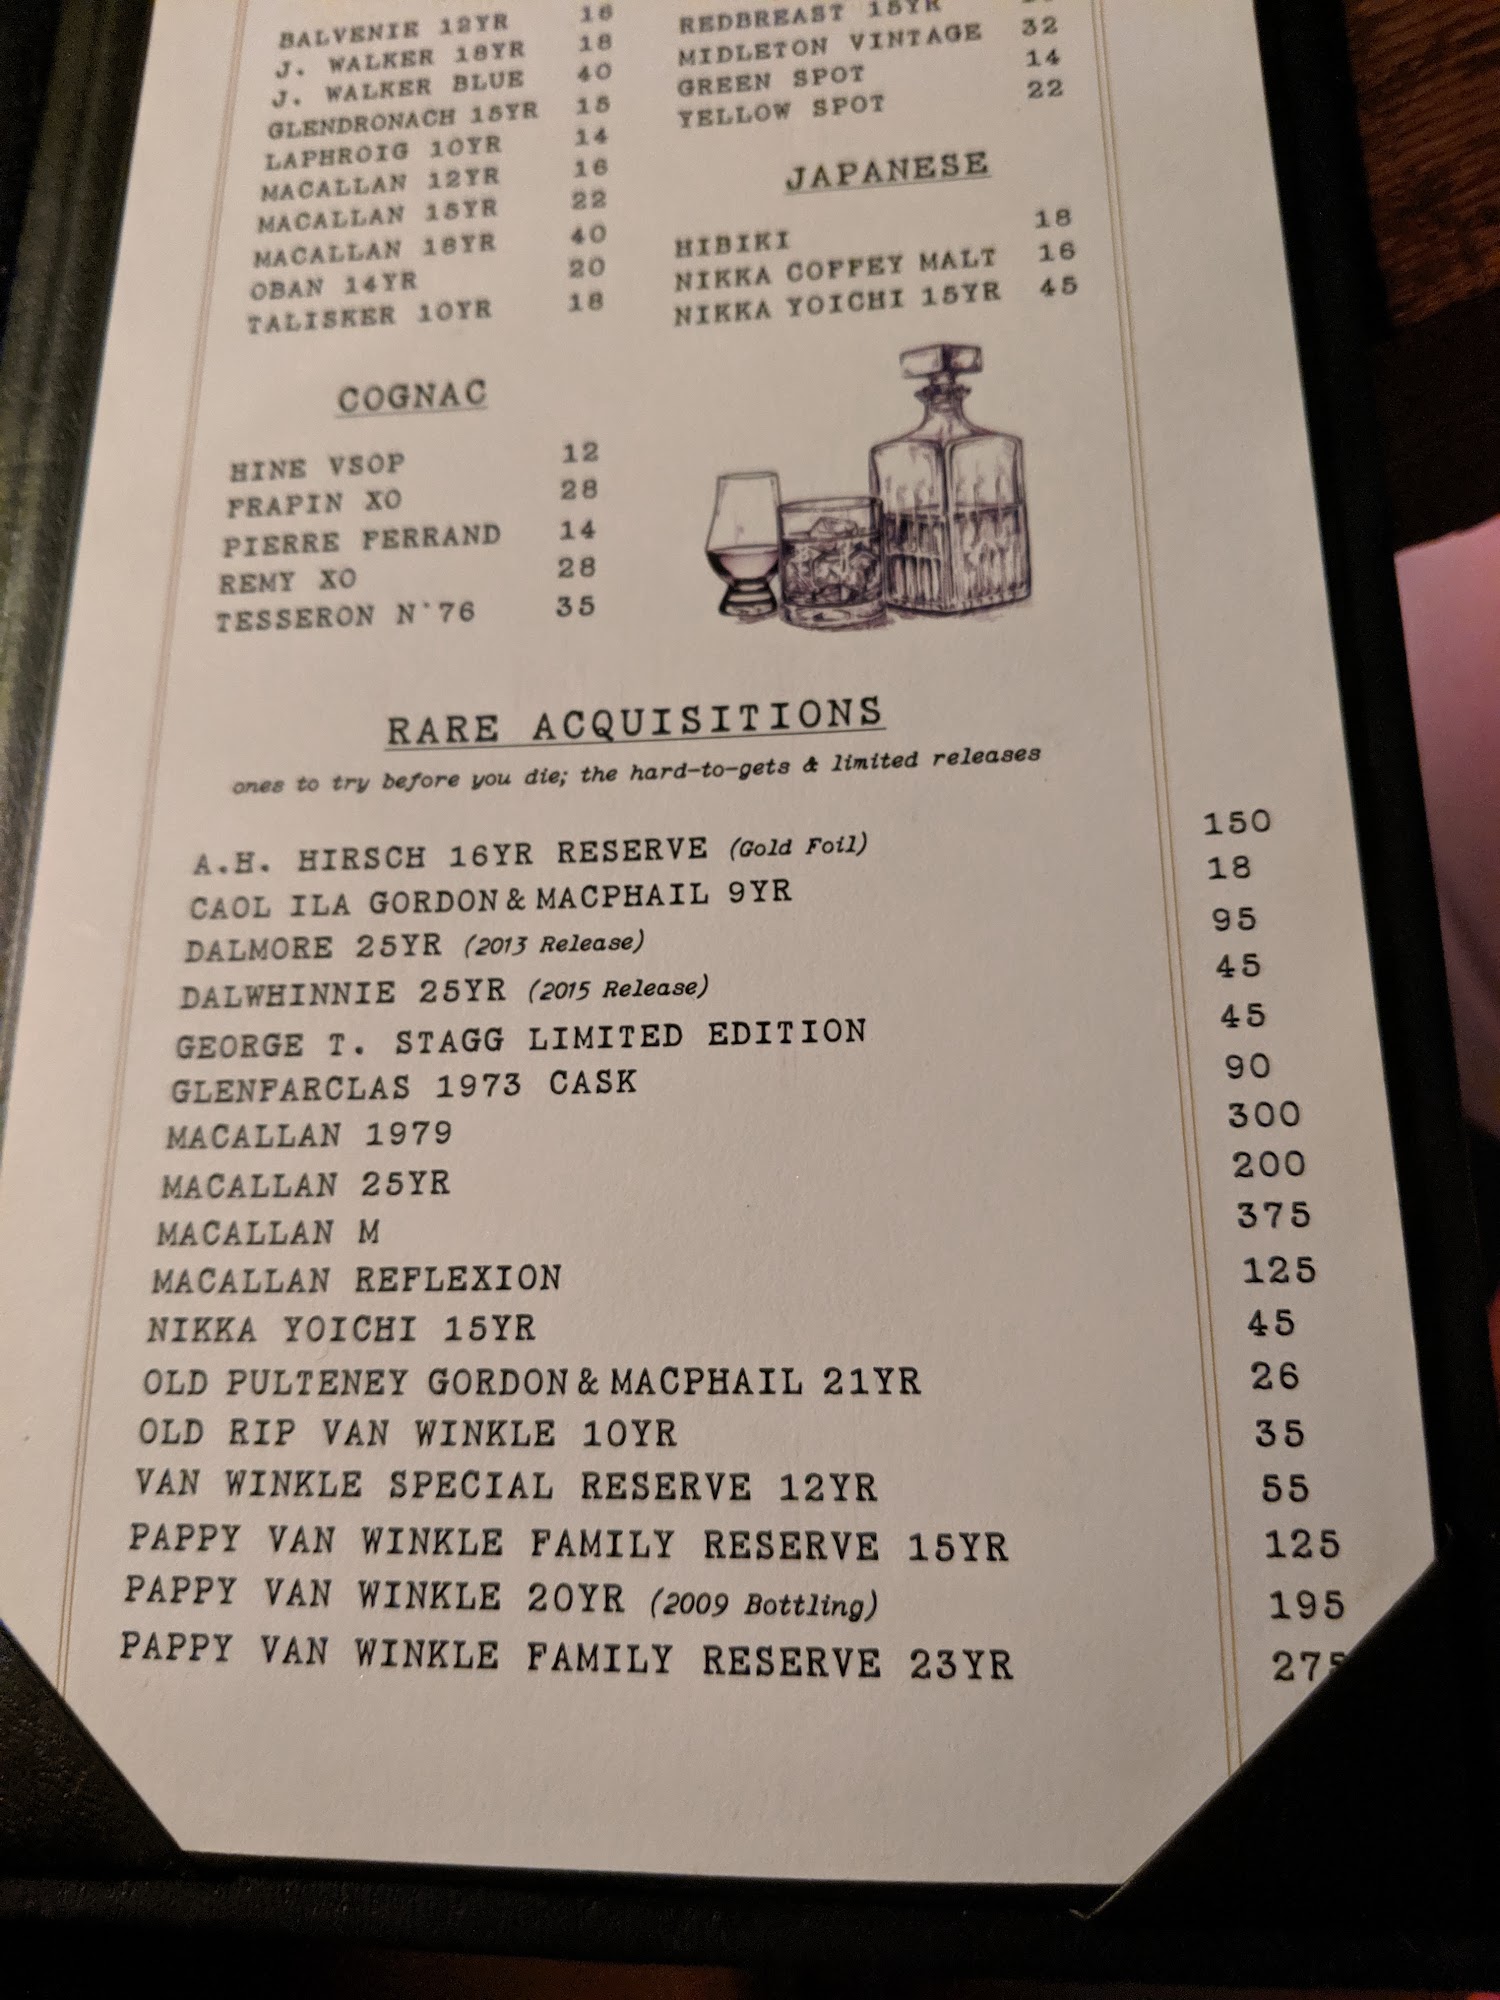 BALVENIE 12YR 16
J. WALKER 18YR 18
J. WALKER BLUE 40
GLENDRONACH 15YR 15
LAPHROIG 10YR 14
MACALLAN 12YR 16
MACALLAN 15YR 22
MACALLAN 18YR 40
OBAN 14YR 20
TALISKER 10YR 18
REDBREAST 15YR
MIDLETON VINTAGE 32
GREEN SPOT 14
YELLOW SPOT 22
JAPANESE
HIBIKI 18
NIKKA COFFEY MALT 16
NIKKA YOICHI 15YR 45
COGNAC
HINE VSOP 12
FRAPIN XO 28
PIERRE FERRAND 14
REMY XO 28
TESSERON N'76 35
RARE ACQUISITIONS
ones to try before you die; the hard-to-gets & limited releases
A.H. HIRSCH 16YR RESERVE (Gold Foil) 150
CAOL ILA GORDON & MACPHAIL 9YR 18
DALMORE 25YR (2013 Release) 95
DALWHINNIE 25YR (2015 Release) 45
GEORGE T. STAGG LIMITED EDITION 45
GLENFARCLAS 1973 CASK 90
MACALLAN 1979 300
MACALLAN 25YR 200
MACALLAN M 375
MACALLAN REFLEXION 125
NIKKA YOICHI 15YR 45
OLD PULTENEY GORDON & MACPHAIL 21YR 26
OLD RIP VAN WINKLE 10YR 35
VAN WINKLE SPECIAL RESERVE 12YR 55
PAPPY VAN WINKLE FAMILY RESERVE 15YR 125
PAPPY VAN WINKLE 20YR (2009 Bottling) 195
PAPPY VAN WINKLE FAMILY RESERVE 23YR 275